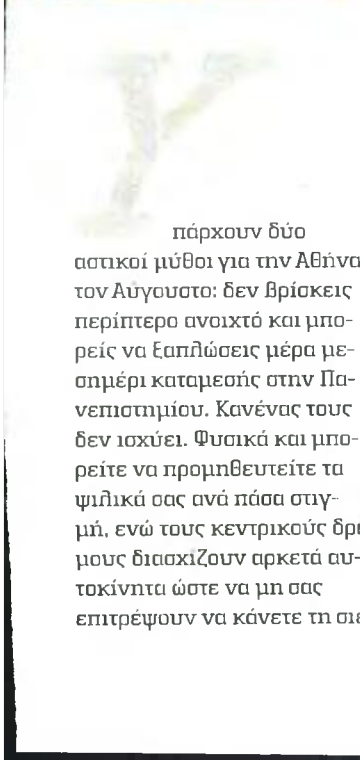 Υ
πάρχουν δύο
αστικοί μύθοι για την Αθήνα
τον Αύγουστο: δεν βρίσκεις
περίπτερο ανοιχτό και μπο-
ρείς να ξαπλώσεις μέρα με-
σημέρι καταμεσής στην Πα-
νεπιστημίου. Κανένας τους
δεν ισχύει. Φυσικά και μπο-
ρείτε να προμηθευτείτε τα
ψιλικά σας ανά πάσα στιγ-
μή, ενώ τους κεντρικούς
μους διασχίζουν αρκετά αυ-
τοκίνητα ώστε να μη σας
επιτρέψουν να κάνετε τη